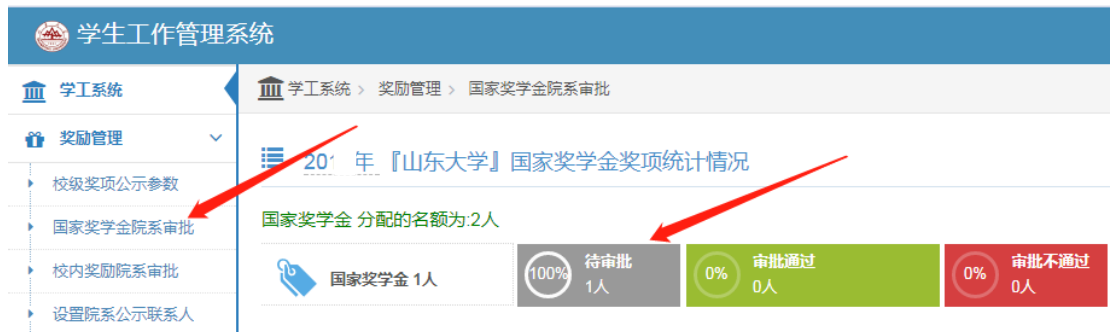 学生工作管理系统
学工系统
学工系统 > 奖励管理 > 国家奖学金院系审批
奖励管理
201 年『山东大学』国家奖学金奖项统计情况
校级奖项公示参数
国家奖学金院系审批
国家奖学金 分配的名额为:2人
校内奖励院系审批
国家奖学金 1人
100%
待审批
1人
0%
审批通过
0人
0%
审批不通过
0人
设置院系公示联系人